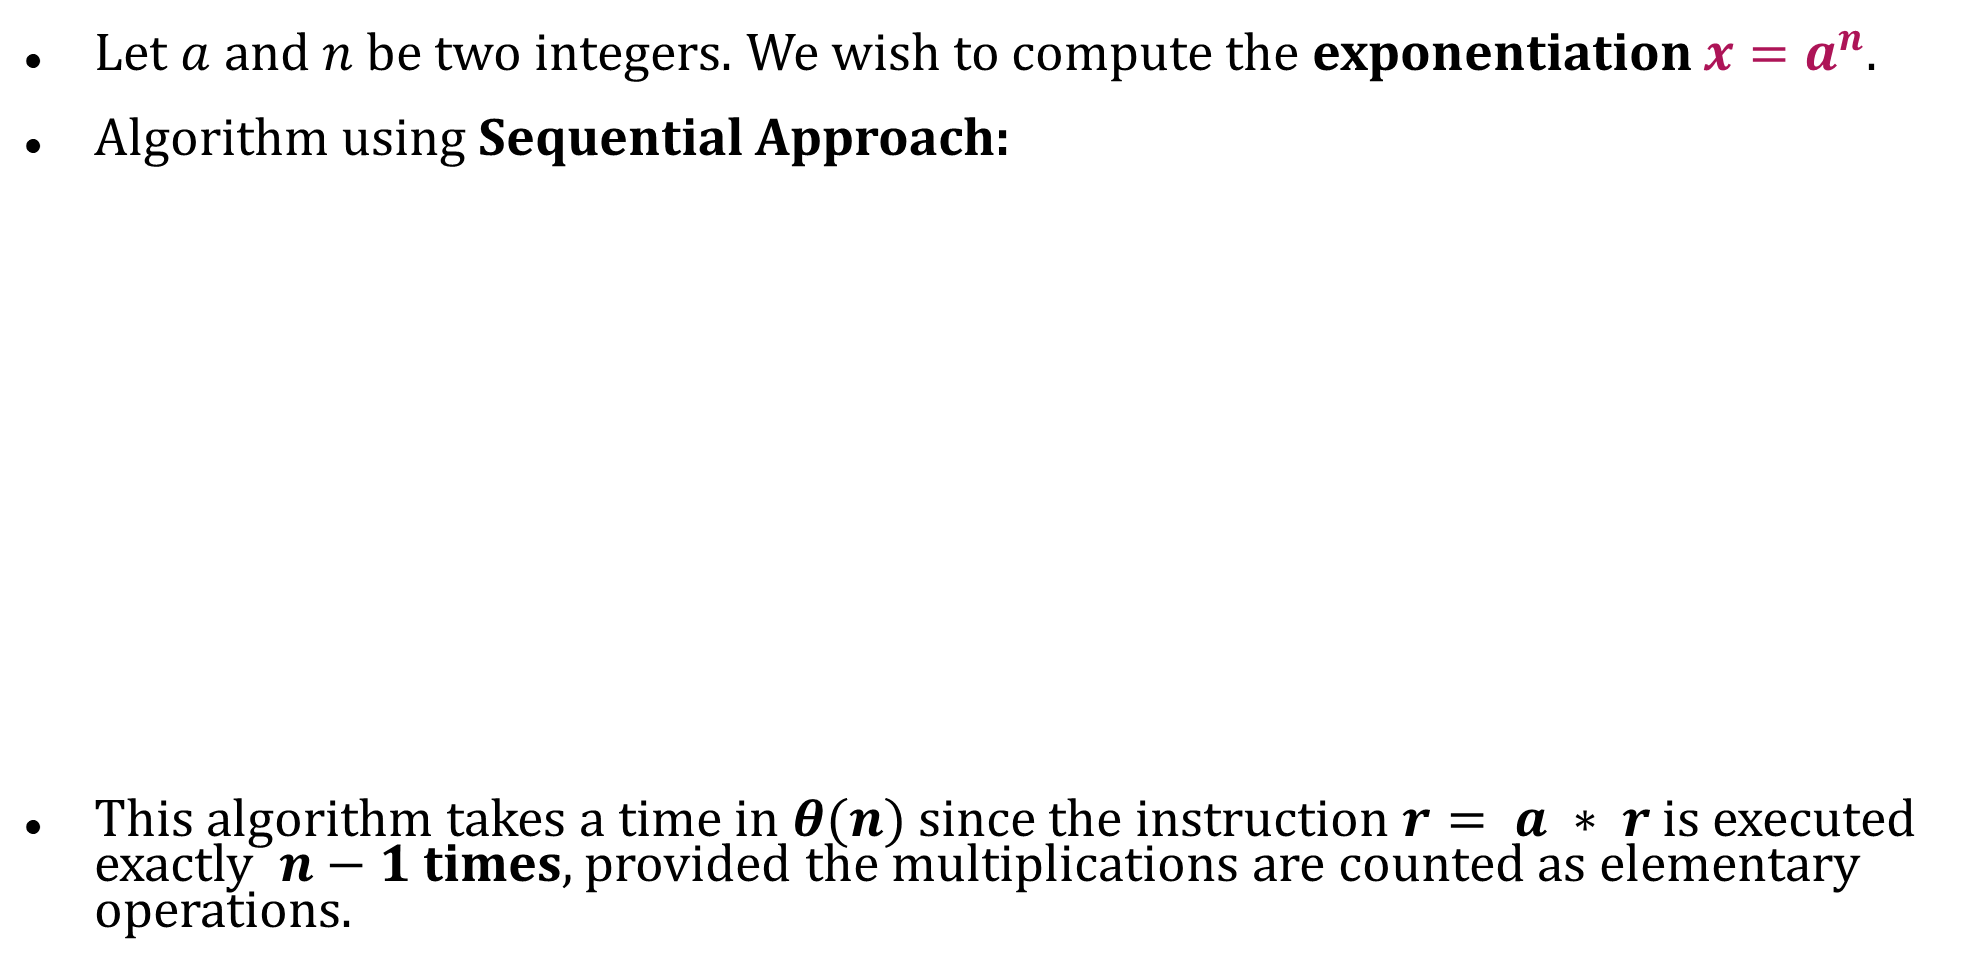 • Let a and n be two integers. We wish to compute the exponentiation x = aⁿ.
• Algorithm using Sequential Approach:
• This algorithm takes a time in θ(n) since the instruction r = a ∗ r is executed
exactly n − 1 times, provided the multiplications are counted as elementary
operations.